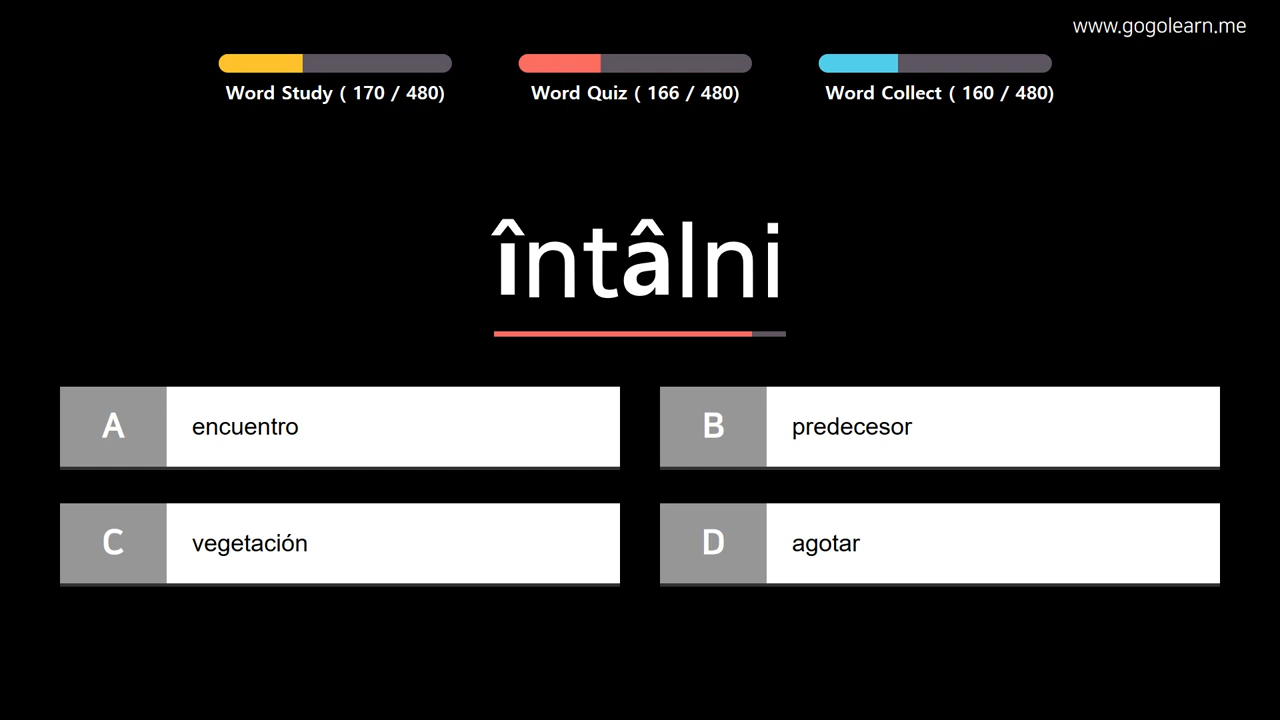 www.gogolearn.me
Word Study ( 170 / 480)
Word Quiz ( 166 / 480)
Word Collect ( 160 / 480)
întâlni
A encuentro
B predecesor
C vegetación
D agotar